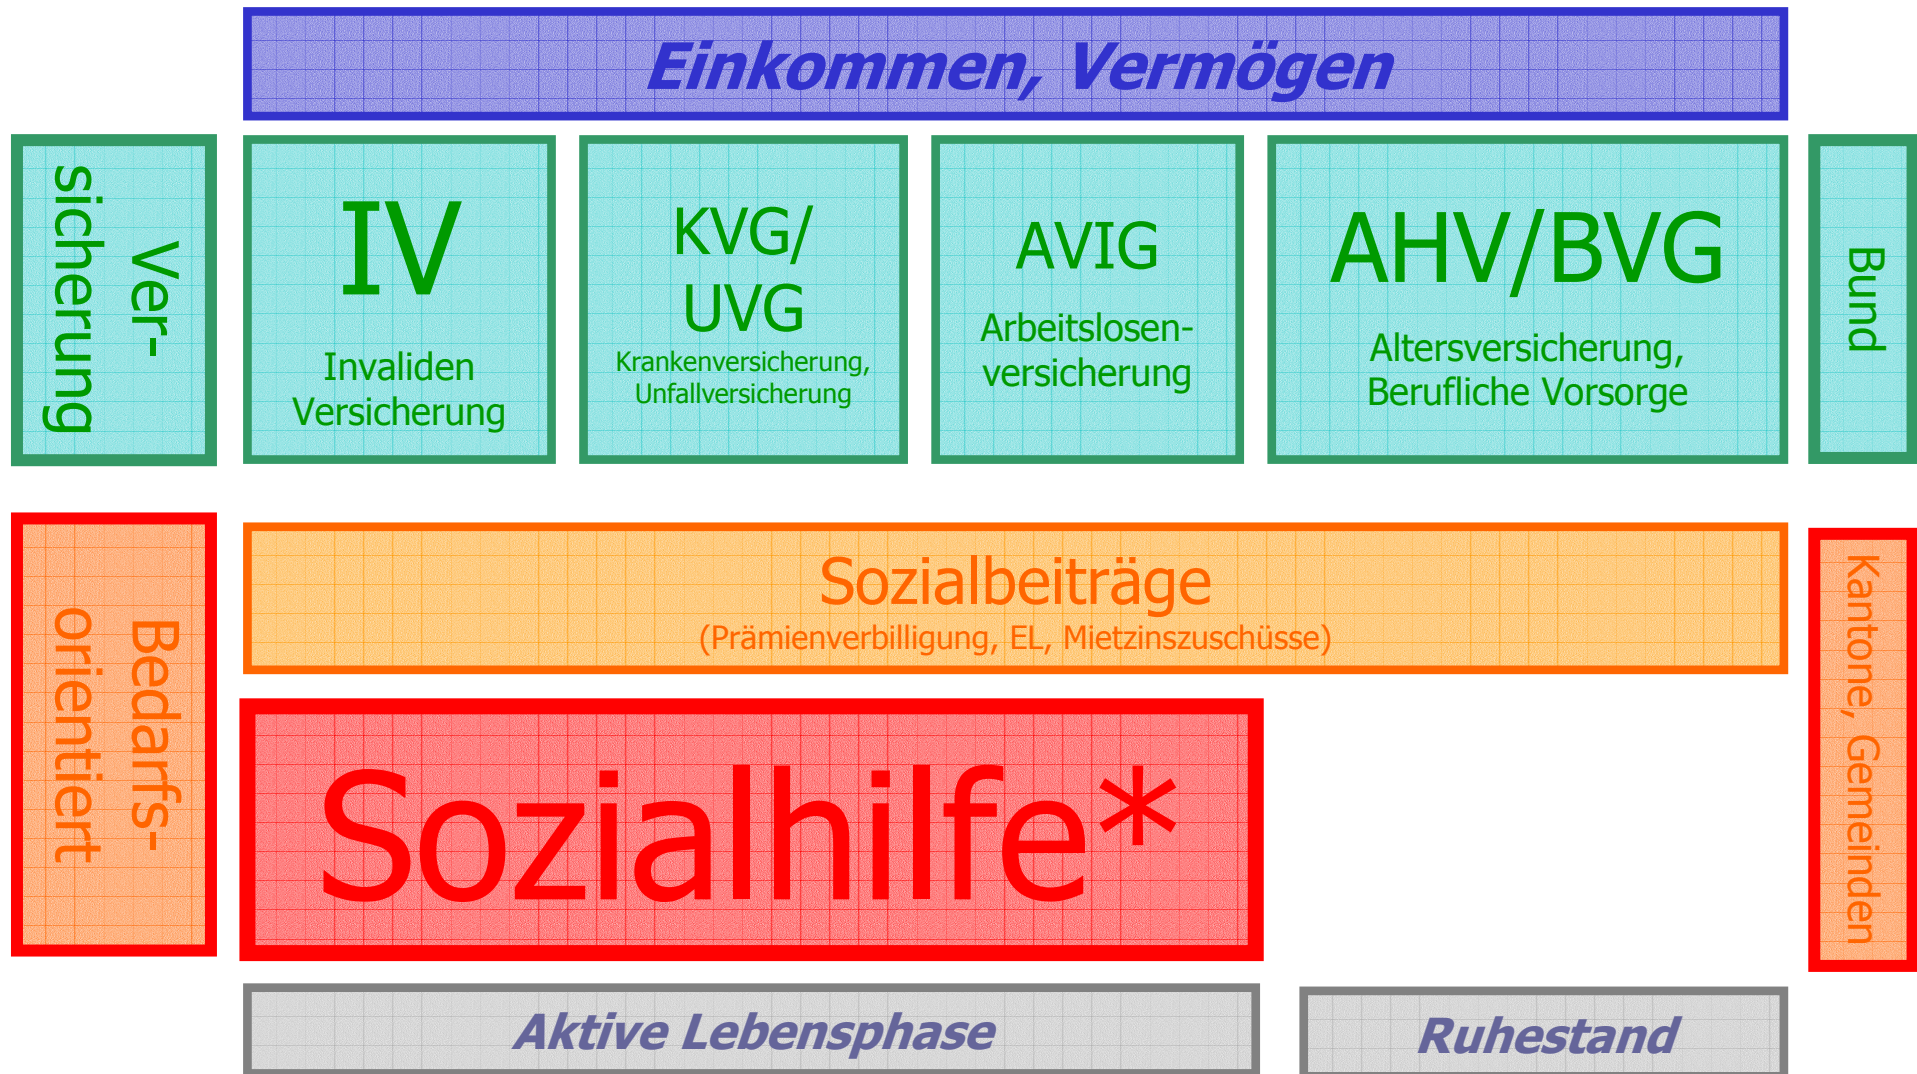 Einkommen, Vermögen
Ver-
sicherung
IV
Invaliden
Versicherung
KVG/
UVG
Krankenversicherung,
Unfallversicherung
AVIG
Arbeitslosen-
versicherung
AHV/BVG
Altersversicherung,
Berufliche Vorsorge
Bund
Bedarfs-
orientiert
Sozialbeiträge
(Prämienverbilligung, EL, Mietzinszuschüsse)
Sozialhilfe*
Kantone, Gemeinden
Aktive Lebensphase
Ruhestand